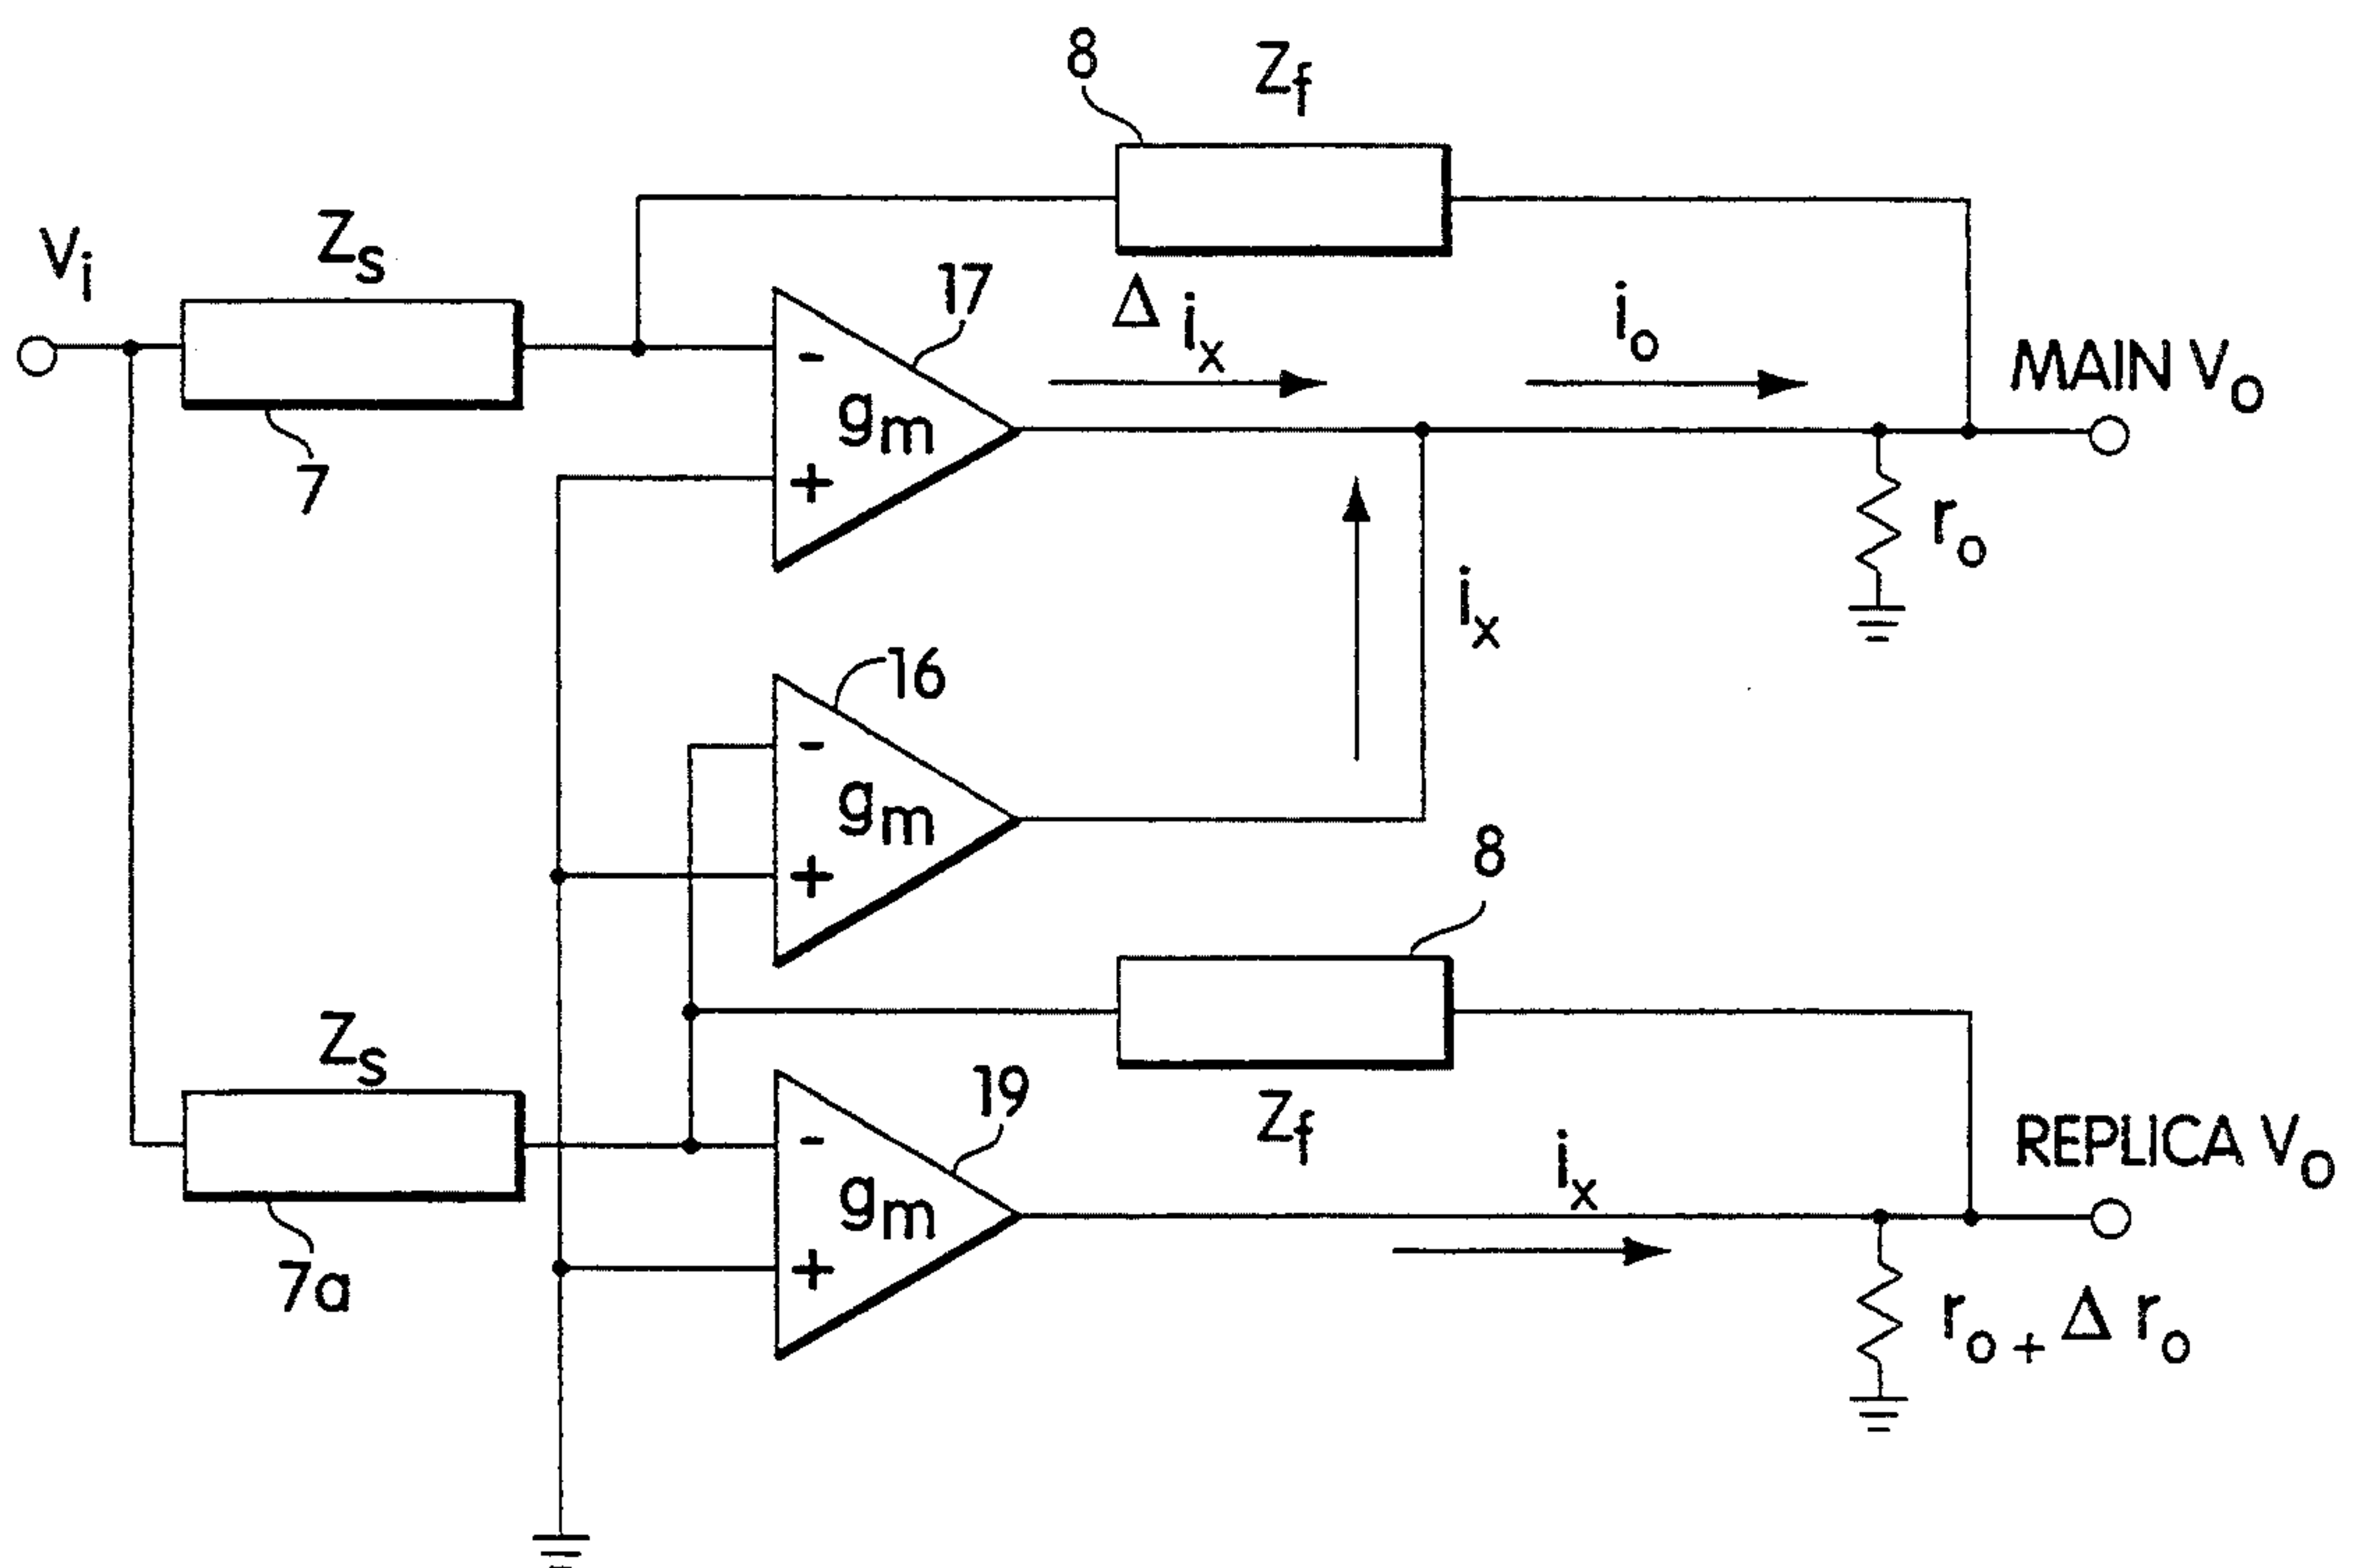 8
Zf
Vi
Zs
17
Δ ix
io
MAIN Vo
-
gm
+
7
ro
ix
16
-
gm
+
8
Zs
19
Zf
ix
REPLICA Vo
-
gm
+
7a
ro + Δ ro